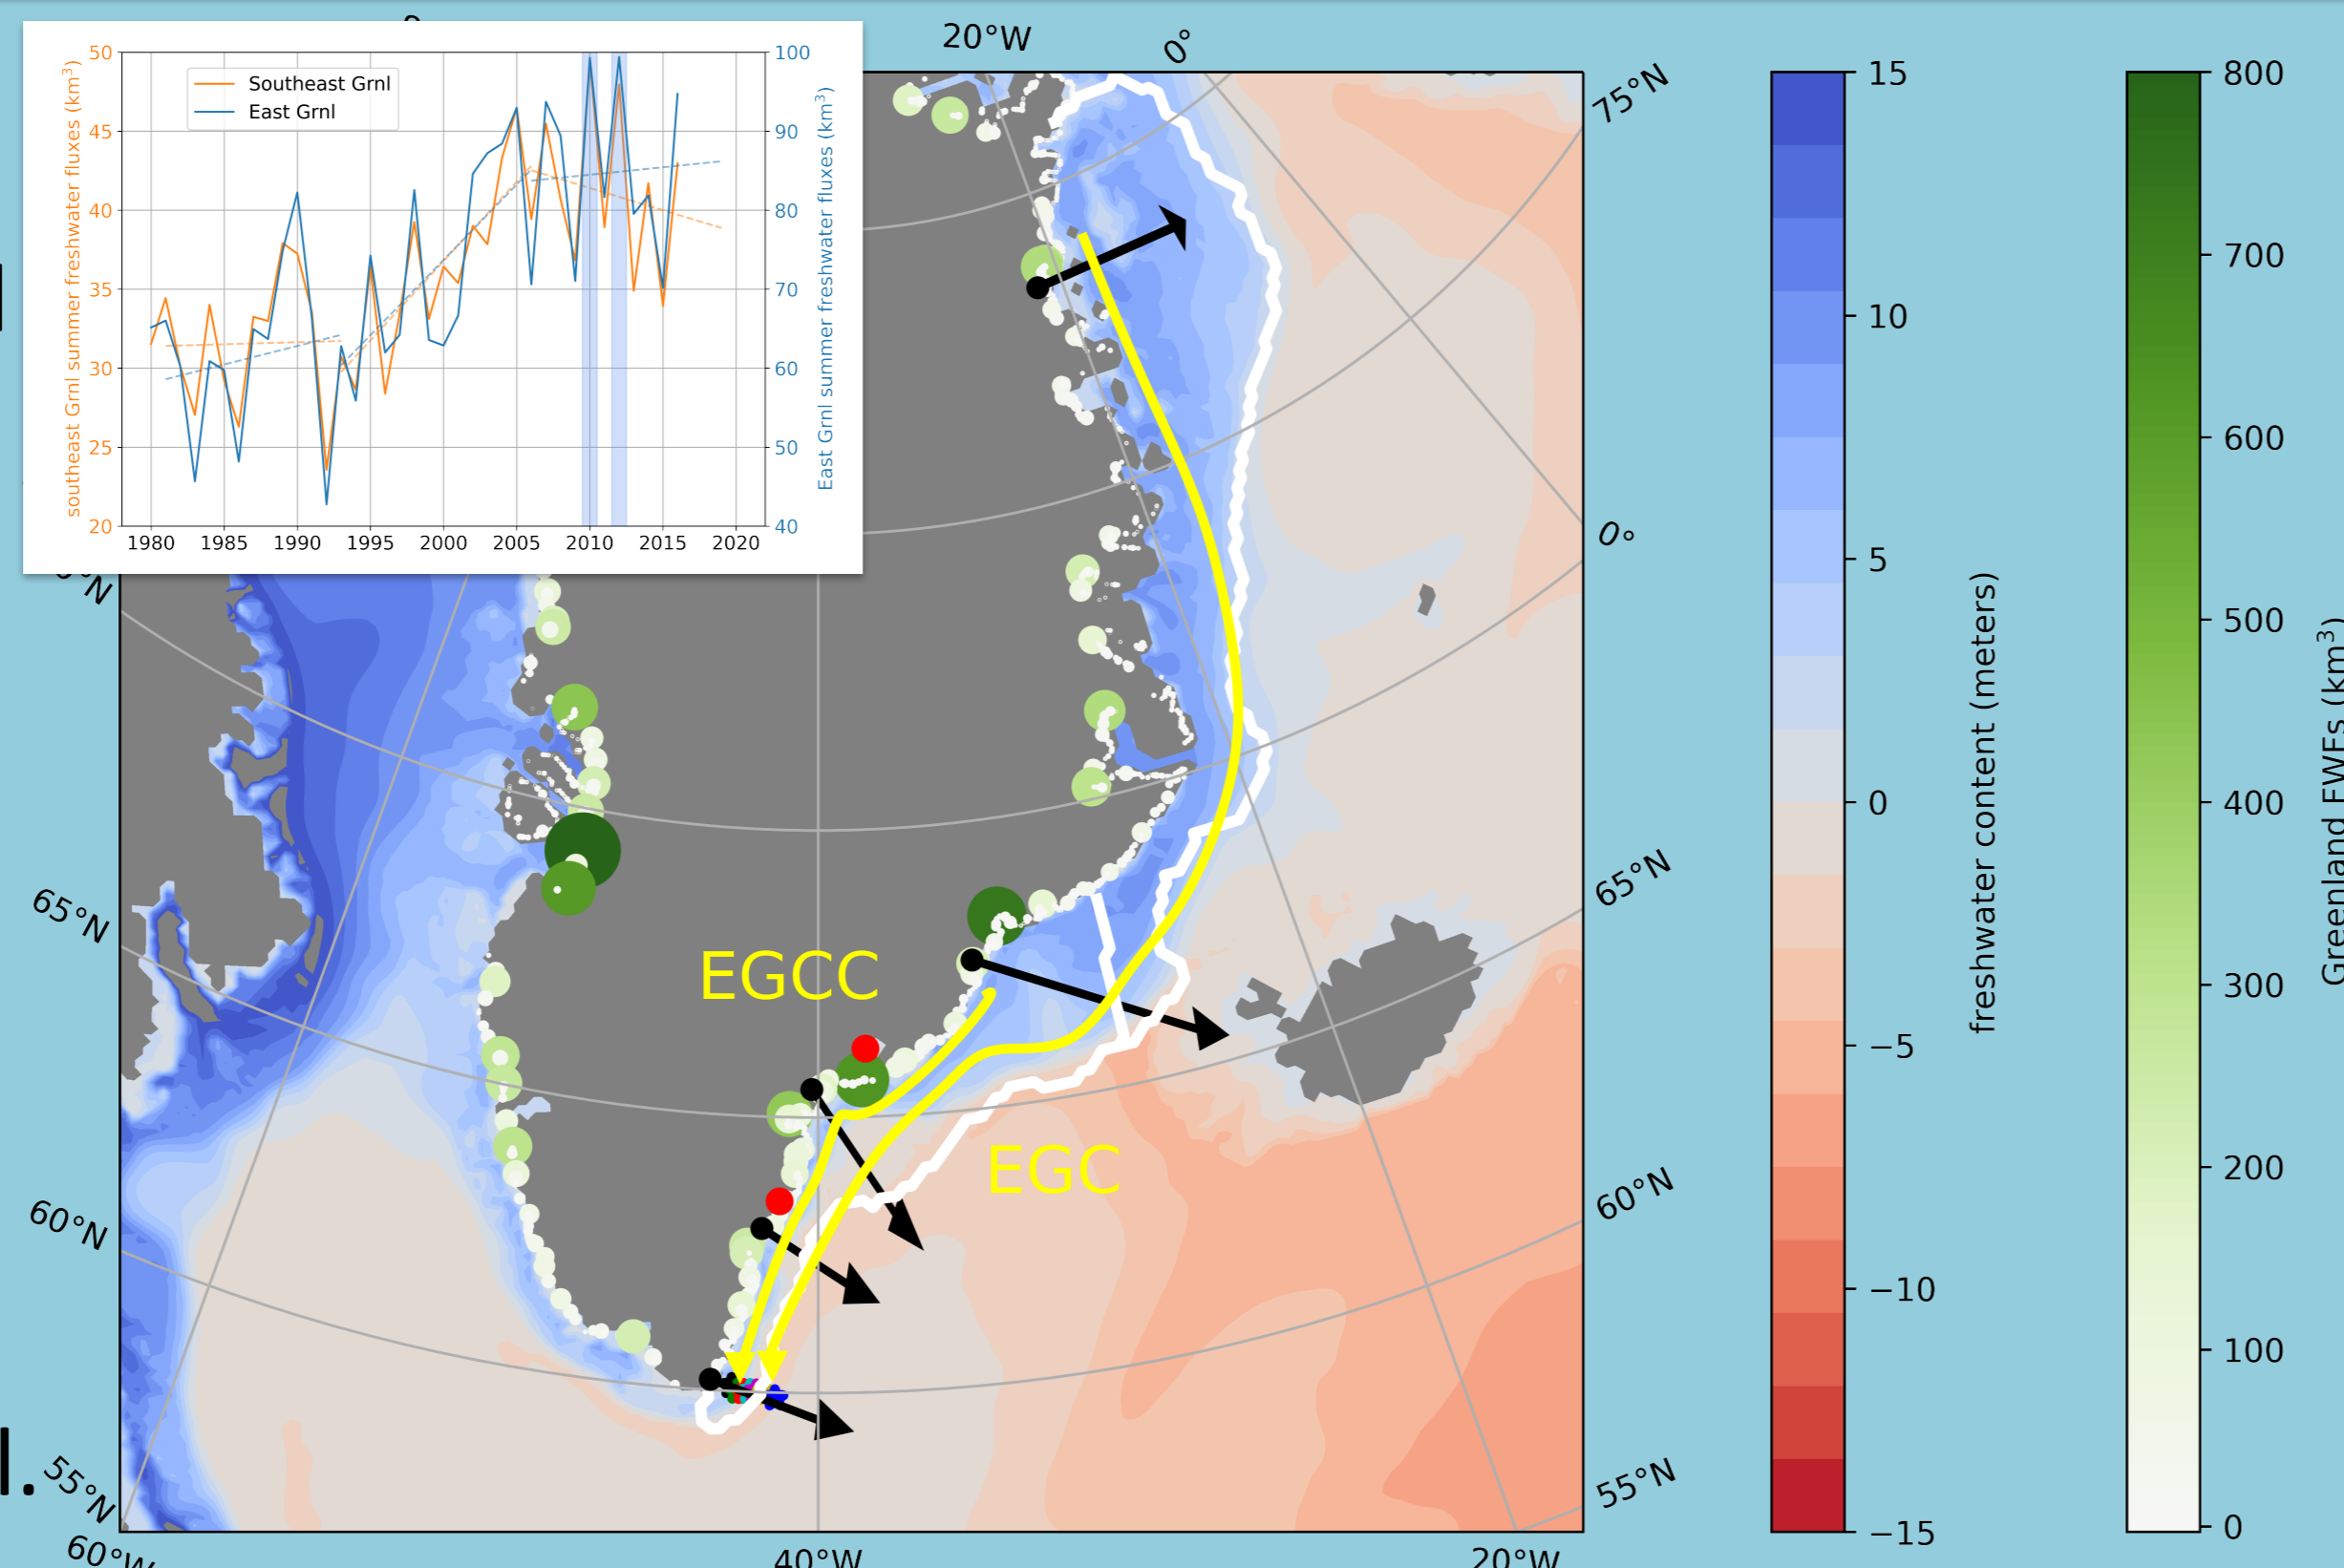 20°W
0°
75°N
southeast Grnl summer freshwater fluxes (km³)
50
45
40
35
30
25
20
Southeast Grnl
East Grnl
100
90
80
70
60
50
40
East Grnl summer freshwater fluxes (km³)
1980 1985 1990 1995 2000 2005 2010 2015 2020
0°
65°N
65°N
60°N
60°N
55°N
55°N
60°W
40°W
20°W
EGCC
EGC
15
10
5
0
−5
−10
−15
freshwater content (meters)
800
700
600
500
400
300
200
100
0
Greenland FWFs (km³)